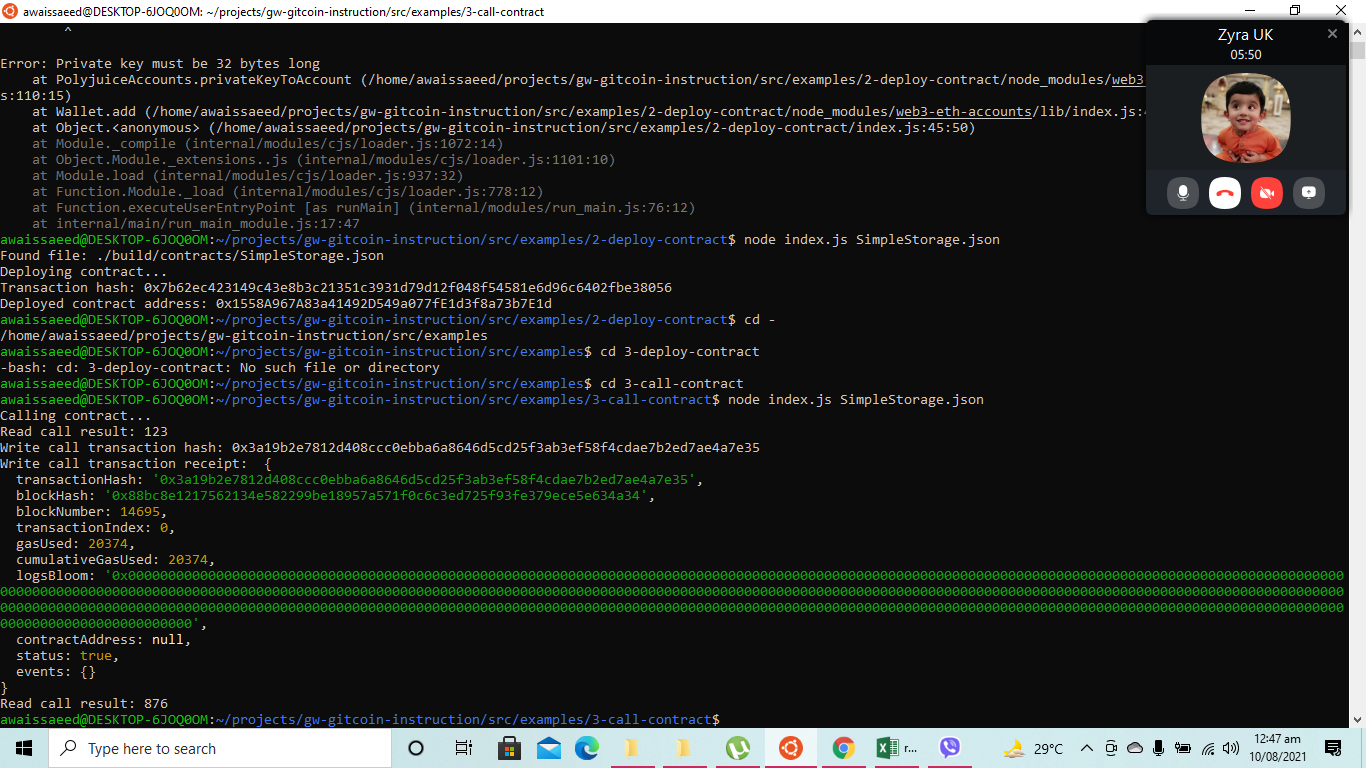 awaissaeed@DESKTOP-6JOQ0OM: ~/projects/gw-gitcoin-instruction/src/examples/3-call-contract
^
Error: Private key must be 32 bytes long
at PolyjuiceAccounts.privateKeyToAccount (/home/awaissaeed/projects/gw-gitcoin-instruction/src/examples/2-deploy-contract/node_modules/web3
s:110:15)
at Wallet.add (/home/awaissaeed/projects/gw-gitcoin-instruction/src/examples/2-deploy-contract/node_modules/web3-eth-accounts/lib/index.js:
at Object.<anonymous> (/home/awaissaeed/projects/gw-gitcoin-instruction/src/examples/2-deploy-contract/index.js:45:50)
at Module._compile (internal/modules/cjs/loader.js:1072:14)
at Object.Module._extensions..js (internal/modules/cjs/loader.js:1101:10)
at Module.load (internal/modules/cjs/loader.js:937:32)
at Function.Module._load (internal/modules/cjs/loader.js:778:12)
at Function.executeUserEntryPoint [as runMain] (internal/modules/run_main.js:76:12)
at internal/main/run_main_module.js:17:47
awaissaeed@DESKTOP-6JOQ0OM:~/projects/gw-gitcoin-instruction/src/examples/2-deploy-contract$ node index.js SimpleStorage.json
Found file: ./build/contracts/SimpleStorage.json
Deploying contract...
Transaction hash: 0x7b62ec423149c43e8b3c21351c3931d79d12f048f54581e6d96c6402fbe38056
Deployed contract address: 0x1558A967A83a41492D549a077fE1d3f8a73b7E1d
awaissaeed@DESKTOP-6JOQ0OM:~/projects/gw-gitcoin-instruction/src/examples/2-deploy-contract$ cd -
/home/awaissaeed/projects/gw-gitcoin-instruction/src/examples
awaissaeed@DESKTOP-6JOQ0OM:~/projects/gw-gitcoin-instruction/src/examples$ cd 3-deploy-contract
-bash: cd: 3-deploy-contract: No such file or directory
awaissaeed@DESKTOP-6JOQ0OM:~/projects/gw-gitcoin-instruction/src/examples$ cd 3-call-contract
awaissaeed@DESKTOP-6JOQ0OM:~/projects/gw-gitcoin-instruction/src/examples/3-call-contract$ node index.js SimpleStorage.json
Calling contract...
Read call result: 123
Write call transaction hash: 0x3a19b2e7812d408ccc0ebba6a8646d5cd25f3ab3ef58f4cdae7b2ed7ae4a7e35
Write call transaction receipt:  {
transactionHash: '0x3a19b2e7812d408ccc0ebba6a8646d5cd25f3ab3ef58f4cdae7b2ed7ae4a7e35',
blockHash: '0x88bc8e1217562134e582299be18957a571f0c6c3ed725f93fe379ece5e634a34',
blockNumber: 14695,
transactionIndex: 0,
gasUsed: 20374,
cumulativeGasUsed: 20374,
logsBloom:
contractAddress: null,
status: true,
events: {}
}
Read call result: 876
awaissaeed@DESKTOP-6JOQ0OM:~/projects/gw-gitcoin-instruction/src/examples/3-call-contract$
Zyra UK
05:50
Type here to search
r...
29°C
12:47 am
10/08/2021